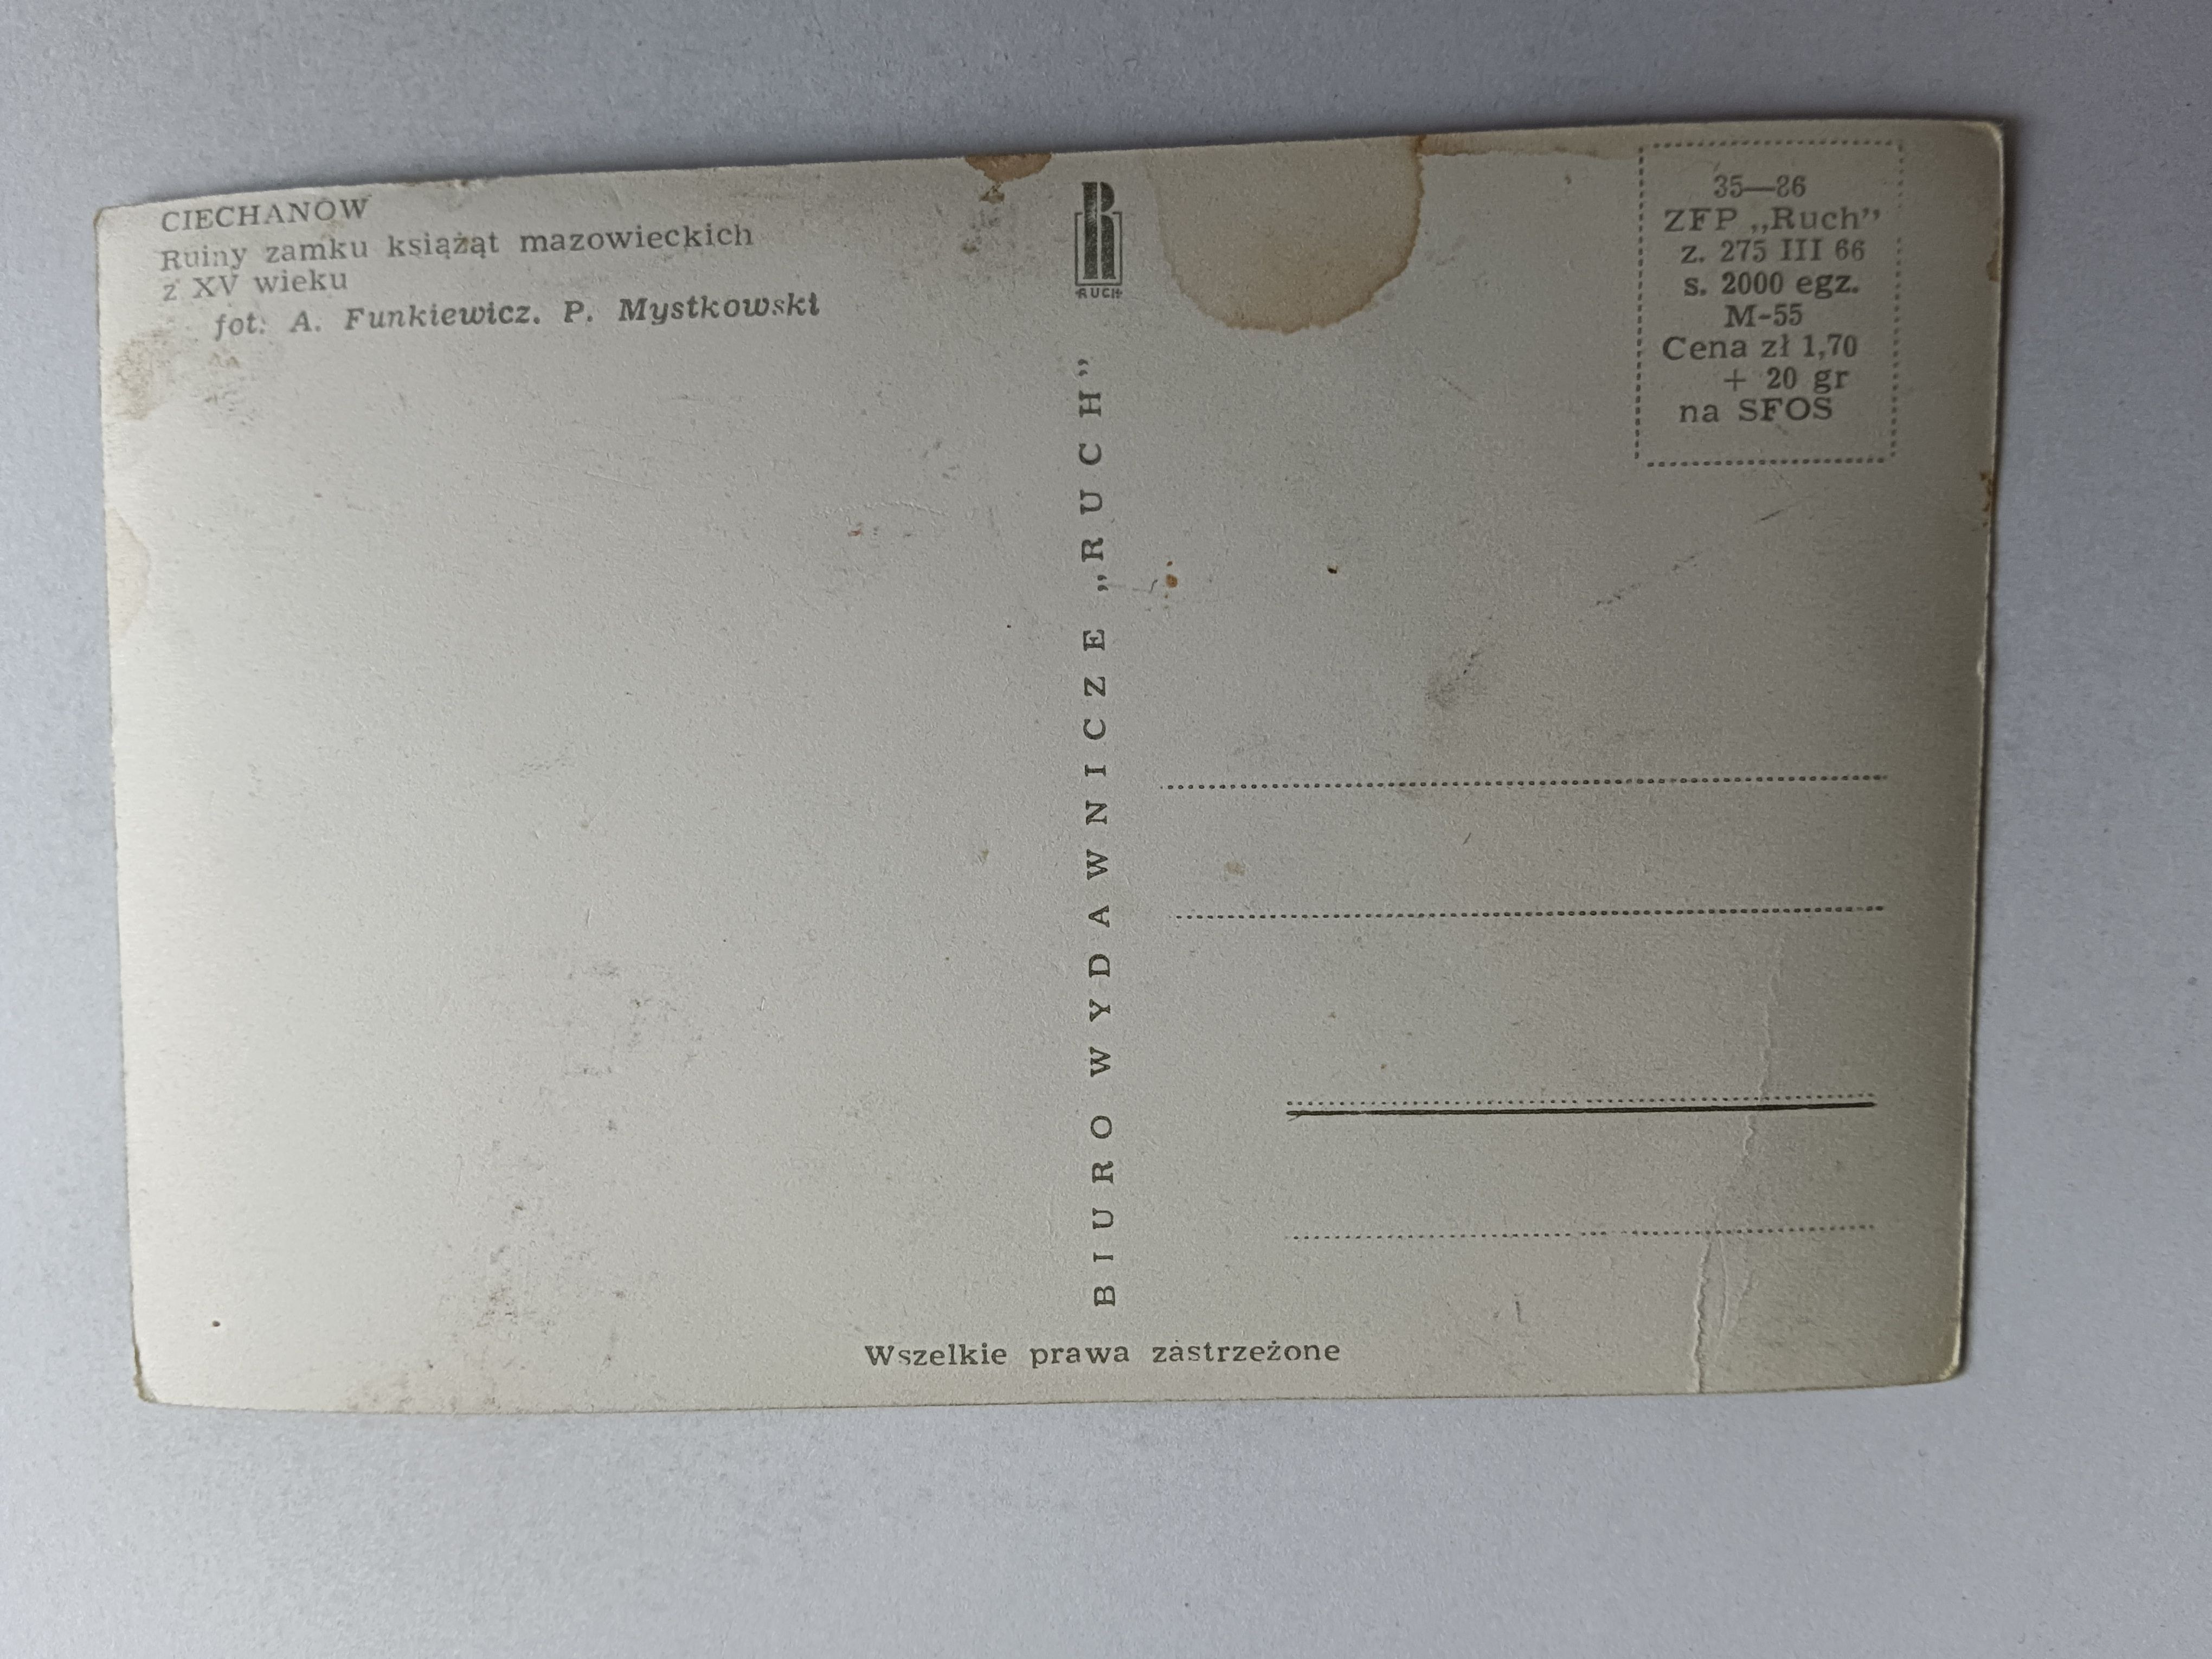 CIECHANÓW
Ruiny zamku książąt mazowieckich
z XV wieku
fot: A. Funkiewicz. P. Mystkowski
RUCH
BIURO WYDAWNICZE „RUCH”
35—86
ZFP „Ruch”
z. 275 III 66
s. 2000 egz.
M-55
Cena zł 1,70
+ 20 gr
na SFOS
Wszelkie prawa zastrzeżone